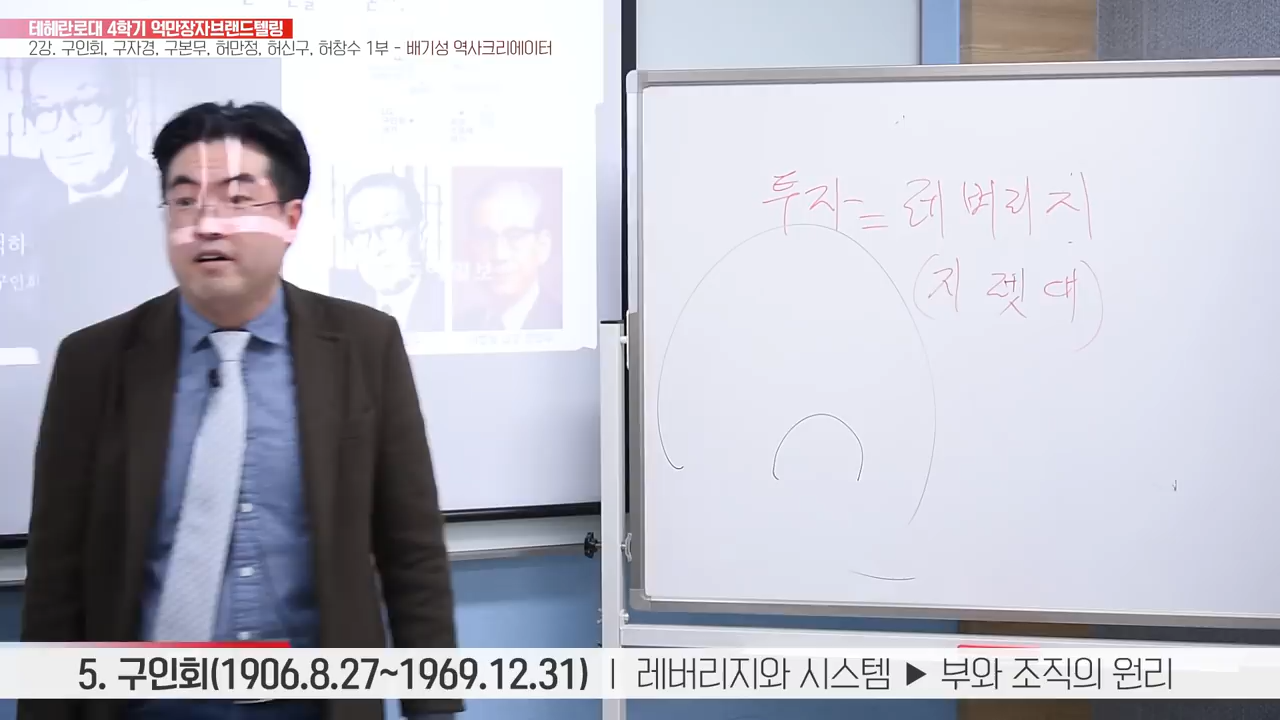 테헤란로대 4학기 억만장자브랜드텔링
2강. 구인회, 구자경, 구본무, 허만정, 허신구, 허창수 1부 - 배기성 역사크리에이터
투자=레버리지
(지렛대)
5. 구인회(1906.8.27~1969.12.31) | 레버리지와 시스템 ▶ 부와 조직의 원리